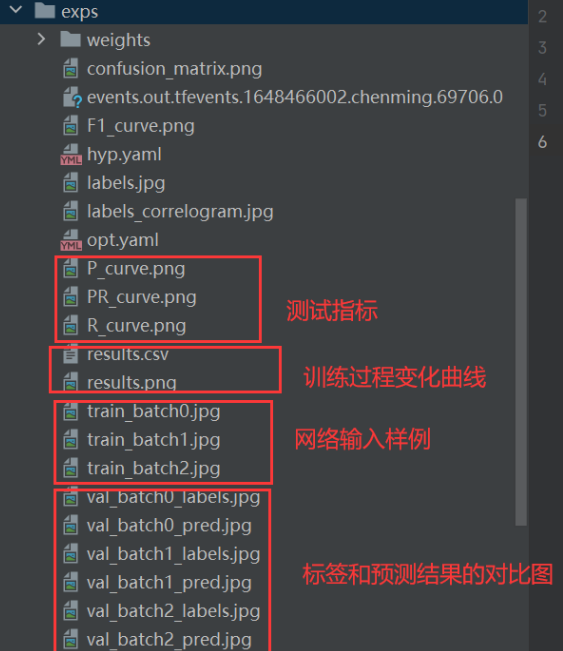 exps
weights
confusion_matrix.png
events.out.tfevents.1648466002.chenming.69706.0
F1_curve.png
YML hyp.yaml
labels.jpg
labels_correlogram.jpg
YML opt.yaml
P_curve.png
PR_curve.png
R_curve.png
测试指标
results.csv
results.png
训练过程变化曲线
train_batch0.jpg
train_batch1.jpg
train_batch2.jpg
网络输入样例
val_batch0_labels.jpg
val_batch0_pred.jpg
val_batch1_labels.jpg
val_batch1_pred.jpg
val_batch2_labels.jpg
val_batch2_pred.jpg
标签和预测结果的对比图
2
3
4
5
6